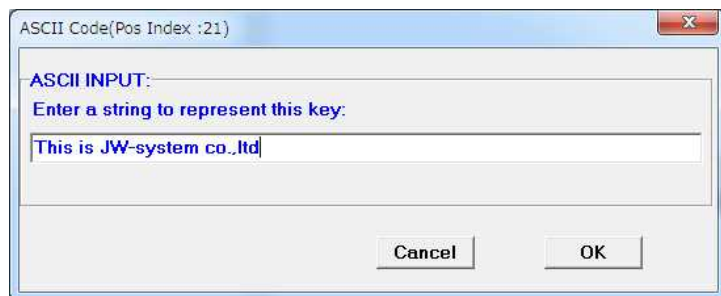 ASCII Code(Pos Index :21)
ASCII INPUT:
Enter a string to represent this key:
This is JW-system co.,ltd
Cancel OK